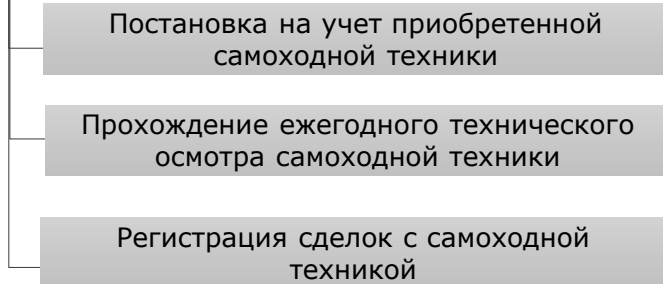 Постановка на учет приобретенной
самоходной техники
Прохождение ежегодного технического
осмотра самоходной техники
Регистрация сделок с самоходной
техникой